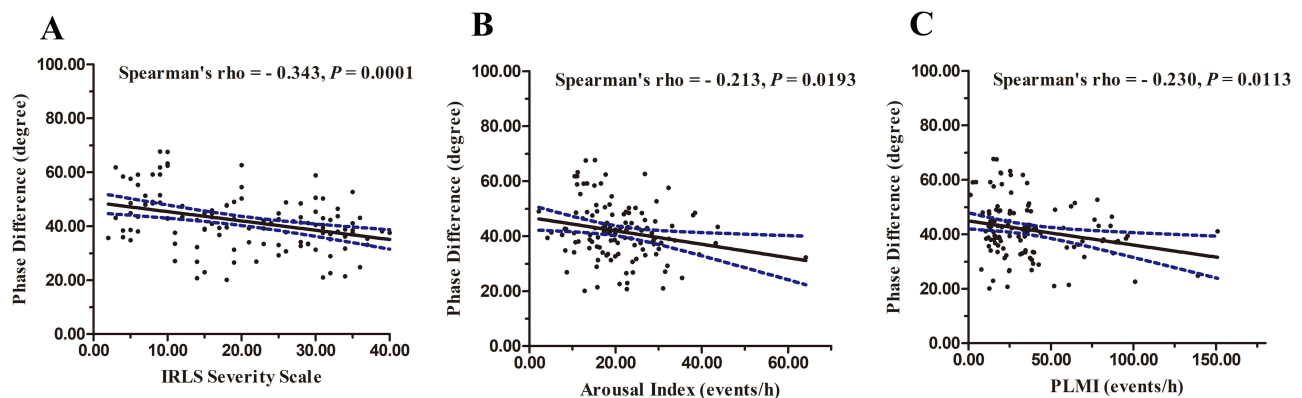 A
Spearman's rho = - 0.343, P = 0.0001
Phase Difference (degree)
100.00
80.00
60.00
40.00
20.00
0.00
0.00 10.00 20.00 30.00 40.00
IRLS Severity Scale
B
Spearman's rho = - 0.213, P = 0.0193
Phase Difference (degree)
100.00
80.00
60.00
40.00
20.00
0.00
0.00 20.00 40.00 60.00
Arousal Index (events/h)
C
Spearman's rho = - 0.230, P = 0.0113
Phase Difference (degree)
100.00
80.00
60.00
40.00
20.00
0.00
0.00 50.00 100.00 150.00
PLMI (events/h)